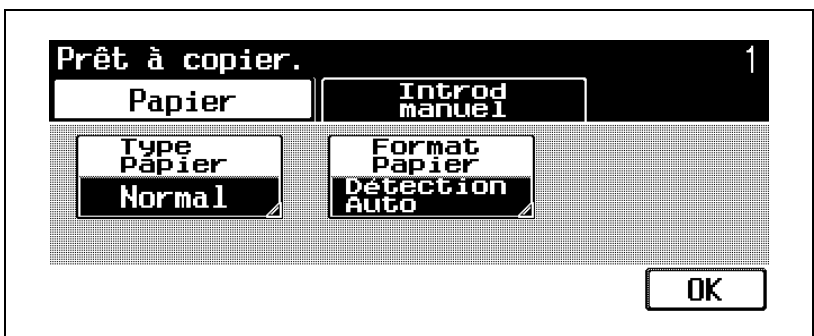 Prêt à copier. 1
Papier
Introd
manuel
Type
Papier
Normal
Format
Papier
Détection
Auto
OK